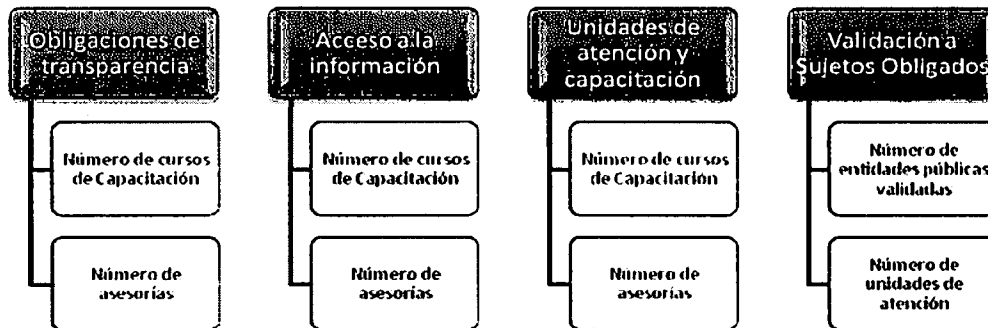 Obligaciones de
transparencia
Número de cursos
de Capacitación
Número de
asesorías
Acceso a la
información
Número de cursos
de Capacitación
Número de
asesorías
Unidades de
atención y
capacitación
Número de cursos
de Capacitación
Número de
asesorías
Validación a
Sujetos Obligados
Número de
entidades públicas
validadas
Número de
unidades de
atención